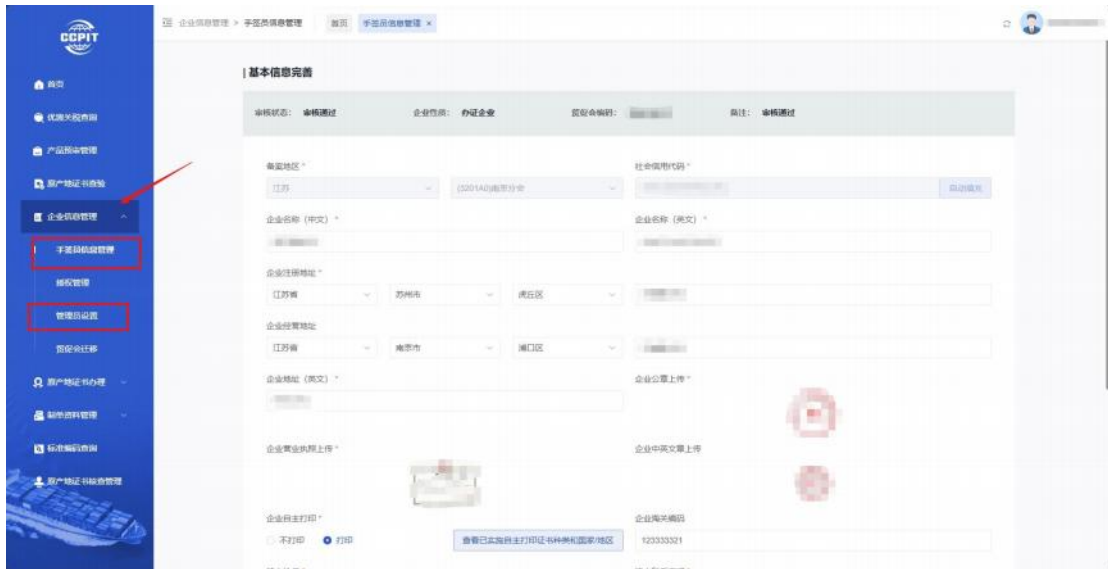 企业信息管理 > 手签员信息管理
首页
手签员信息管理 ×
CCPIT
首页
优惠关税查询
产品预审管理
原产地证书查验
企业信息管理
手签员信息管理
授权管理
管理员设置
贸促会迁移
原产地证书办理
制单资料管理
标准编码查询
原产地证书核查管理
基本信息完善
审核状态： 审核通过
企业性质： 办证企业
贸促会编码：
备注： 审核通过
备案地区 *
社会信用代码 *
江苏
(3201A0)南京分会
自动填充
企业名称（中文） *
企业名称（英文） *
企业注册地址 *
江苏省
苏州市
虎丘区
企业经营地址
江苏省
南京市
浦口区
企业地址（英文） *
企业公章上传 *
企业营业执照上传 *
企业中英文章上传
企业自主打印 *
企业海关编码
不打印
打印
查看已实施自主打印证书种类和国家/地区
123333321